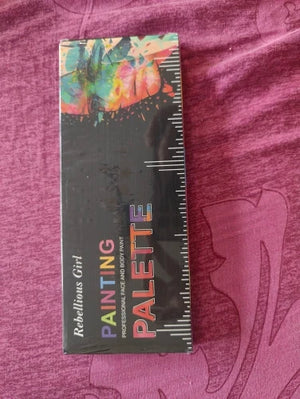 Rebellious Girl
PAINTING
PROFESSIONAL FACE AND BODY PAINT
PALETTE